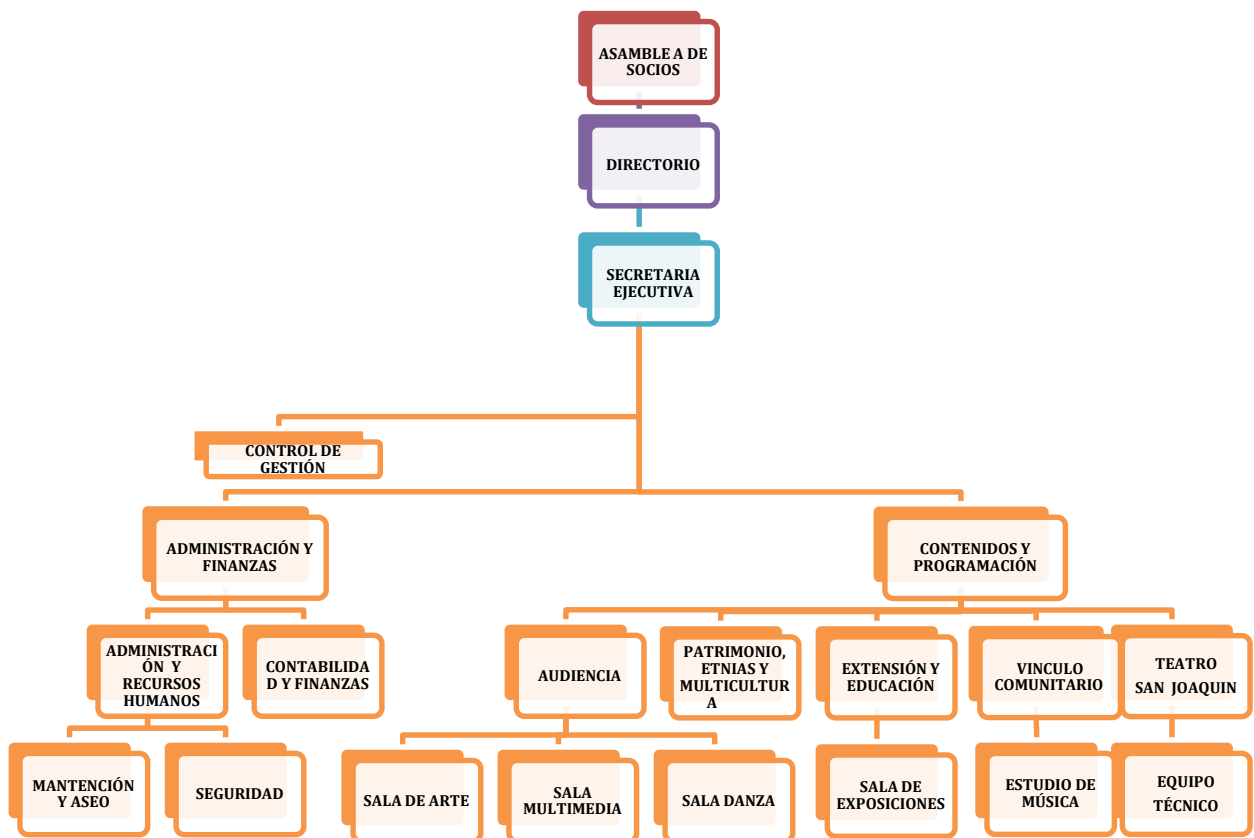 ASAMBLE A DE
SOCIOS
DIRECTORIO
SECRETARIA
EJECUTIVA
CONTROL DE
GESTIÓN
ADMINISTRACIÓN Y
FINANZAS
CONTENIDOS Y
PROGRAMACIÓN
ADMINISTRACI
ÓN Y
RECURSOS
HUMANOS
CONTABILIDA
D Y FINANZAS
AUDIENCIA
PATRIMONIO,
ETNIAS Y
MULTICULTUR
A
EXTENSIÓN Y
EDUCACIÓN
VINCULO
COMUNITARIO
TEATRO
SAN JOAQUIN
MANTENCIÓN
Y ASEO
SEGURIDAD
SALA DE ARTE
SALA
MULTIMEDIA
SALA DANZA
SALA DE
EXPOSICIONES
ESTUDIO DE
MÚSICA
EQUIPO
TÉCNICO